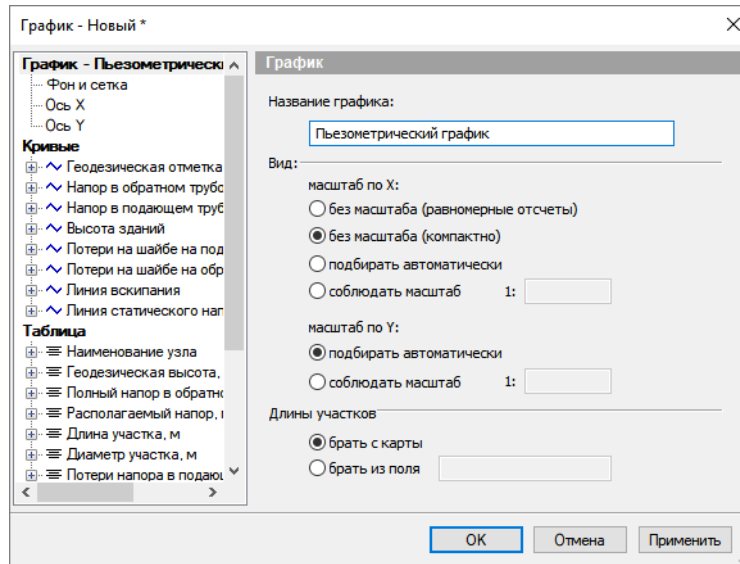 График - Новый *
График - Пьезометрическ
Фон и сетка
Ось X
Ось Y
Кривые
Геодезическая отметка
Напор в обратном трубо
Напор в подающем труб
Высота зданий
Потери на шайбе на под
Потери на шайбе на обр
Линия вскипания
Линия статического нап
Таблица
Наименование узла
Геодезическая высота,
Полный напор в обратно
Располагаемый напор,
Длина участка, м
Диаметр участка, м
Потери напора в подающ
График
Название графика:
Пьезометрический график
Вид:
масштаб по X:
без масштаба (равномерные отсчеты)
без масштаба (компактно)
подбирать автоматически
соблюдать масштаб 1:
масштаб по Y:
подбирать автоматически
соблюдать масштаб 1:
Длины участков
брать с карты
брать из поля
OK
Отмена
Применить